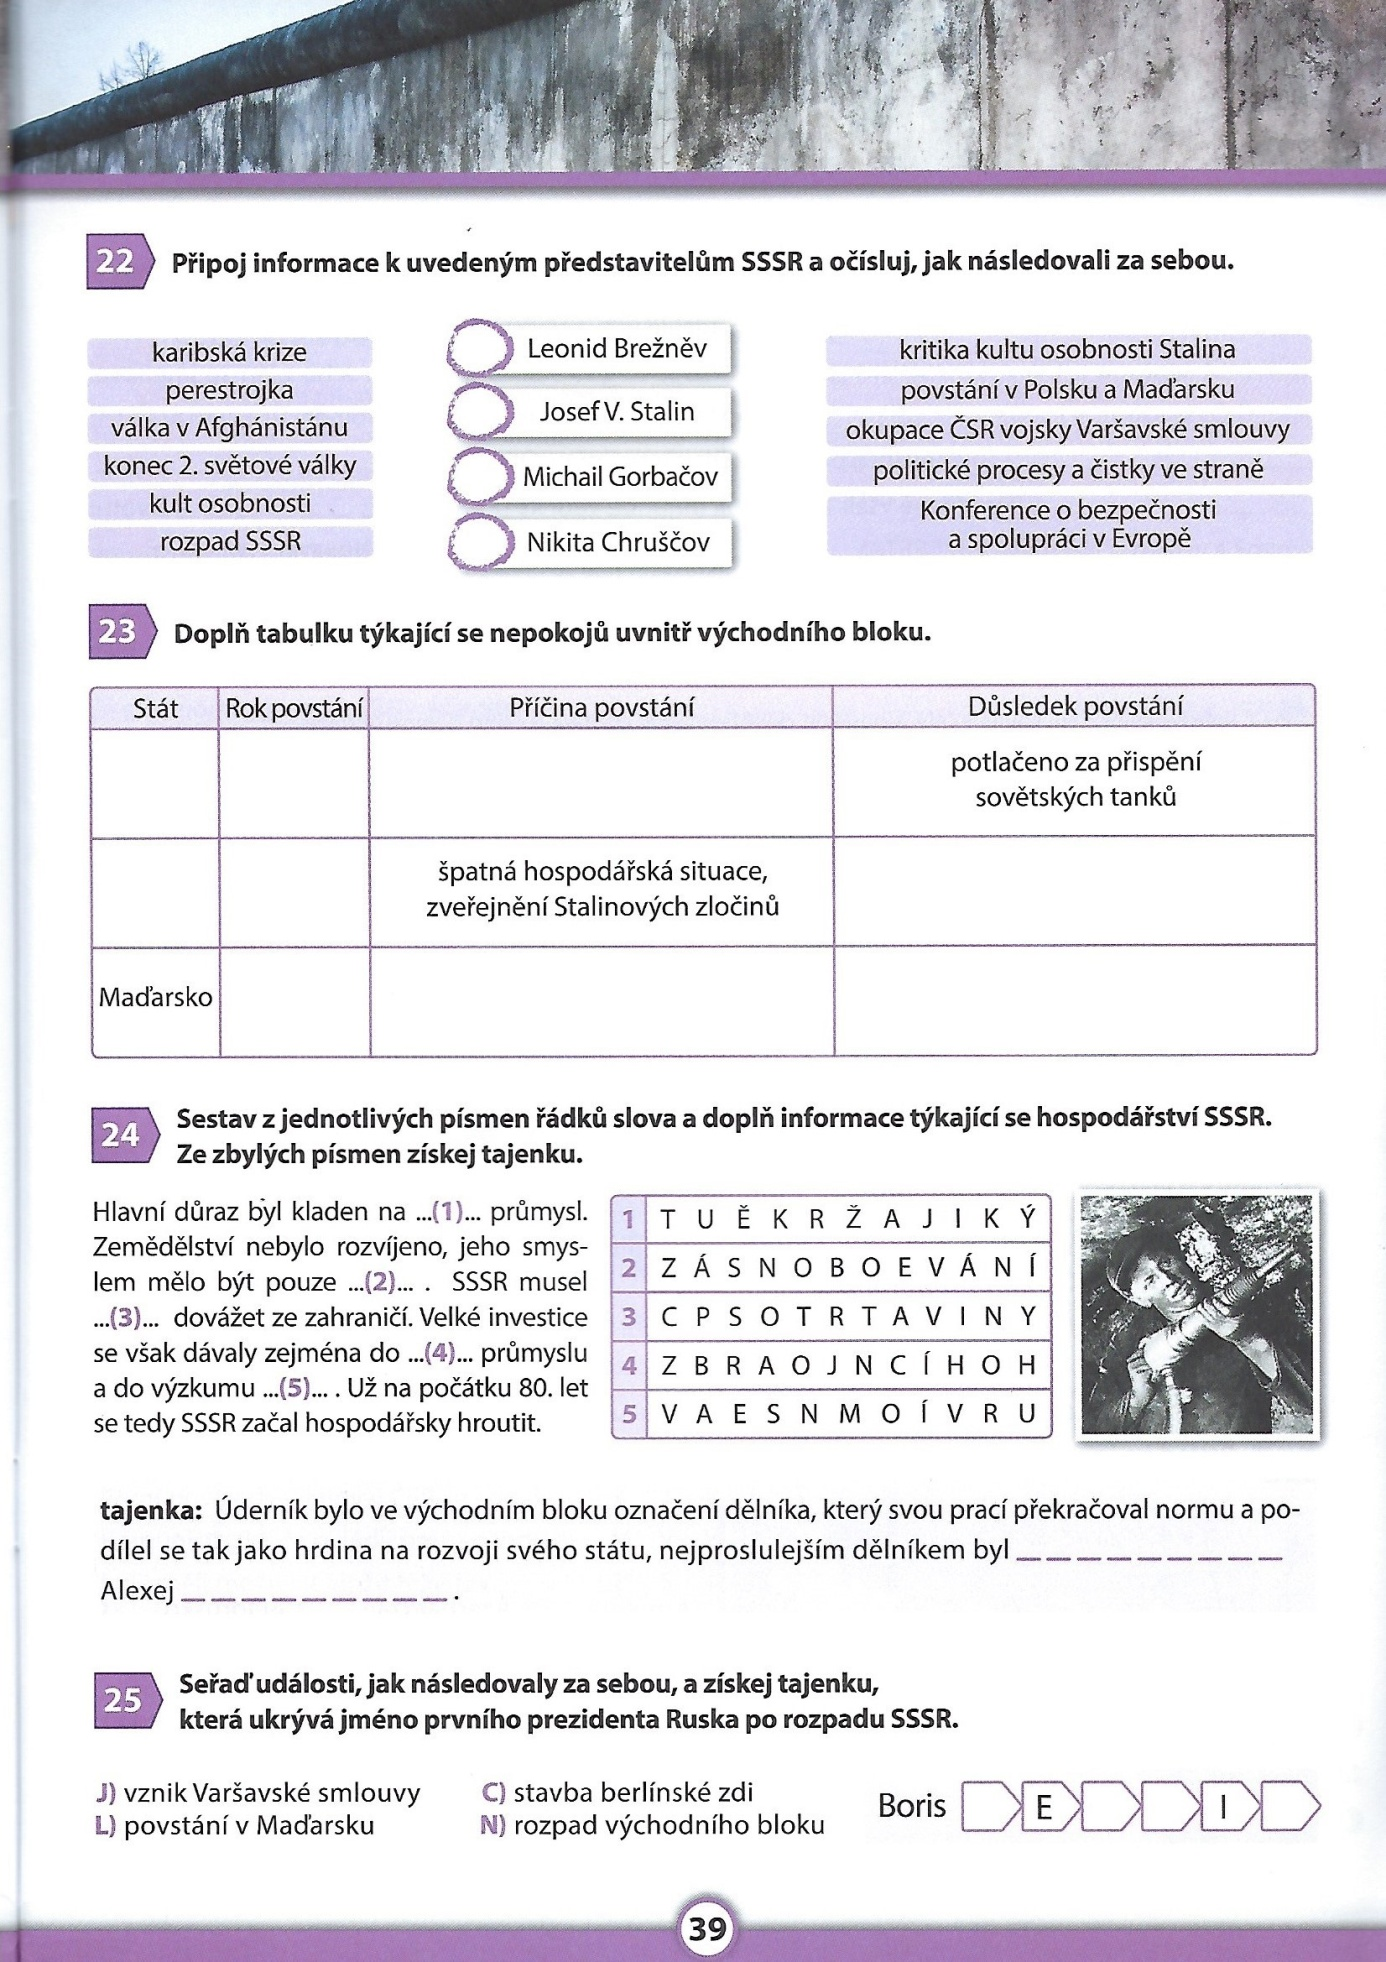 22 Připoj informace k uvedeným představitelům SSSR a očísluj, jak následovali za sebou.
karibská krize
perestrojka
válka v Afghánistánu
konec 2. světové války
kult osobnosti
rozpad SSSR
Leonid Brežněv
Josef V. Stalin
Michail Gorbačov
Nikita Chruščov
kritika kultu osobnosti Stalina
povstání v Polsku a Maďarsku
okupace ČSR vojsky Varšavské smlouvy
politické procesy a čistky ve straně
Konference o bezpečnosti
a spolupráci v Evropě
23 Doplň tabulku týkající se nepokojů uvnitř východního bloku.
Stát Rok povstání Příčina povstání Důsledek povstání
potlačeno za přispění
sovětských tanků
špatná hospodářská situace,
zveřejnění Stalinových zločinů
Maďarsko
24 Sestav z jednotlivých písmen řádků slova a doplň informace týkající se hospodářství SSSR.
Ze zbylých písmen získej tajenku.
Hlavní důraz byl kladen na ...(1)... průmysl.
Zemědělství nebylo rozvíjeno, jeho smys-
lem mělo být pouze ...(2)... . SSSR musel
...(3)... dovážet ze zahraničí. Velké investice
se však dávaly zejména do ...(4)... průmyslu
a do výzkumu ...(5)... . Už na počátku 80. let
se tedy SSSR začal hospodářsky hroutit.
1 T U Ě K R Ž A J I K Ý
2 Z Á S N O B O E V Á N Í
3 C P S O T R T A V I N Y
4 Z B R A O J N C Í H O H
5 V A E S N M O Í V R U
tajenka: Úderník bylo ve východním bloku označení dělníka, který svou prací překračoval normu a po-
dílel se tak jako hrdina na rozvoji svého státu, nejproslulejším dělníkem byl _ _ _ _ _ _ _ _ _
Alexej _ _ _ _ _ _ _ _ _ .
25 Seřaď události, jak následovaly za sebou, a získej tajenku,
která ukrývá jméno prvního prezidenta Ruska po rozpadu SSSR.
J) vznik Varšavské smlouvy
L) povstání v Maďarsku
C) stavba berlínské zdi
N) rozpad východního bloku
Boris E I
39